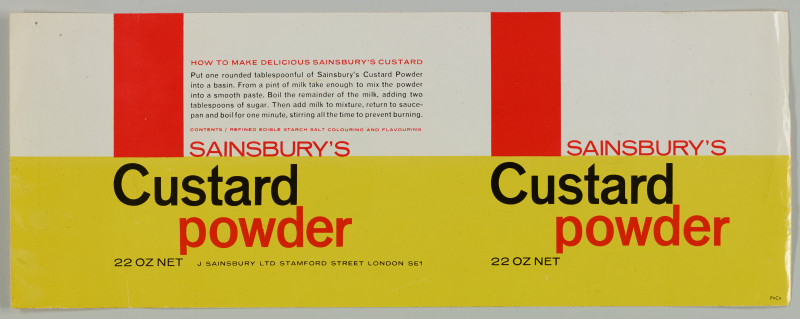 HOW TO MAKE DELICIOUS SAINSBURY'S CUSTARD
Put one rounded tablespoonful of Sainsbury's Custard Powder
into a basin. From a pint of milk take enough to mix the powder
into a smooth paste. Boil the remainder of the milk, adding two
tablespoons of sugar. Then add milk to mixture, return to sauce-
pan and boil for one minute, stirring all the time to prevent burning.
CONTENTS / REFINED EDIBLE STARCH SALT COLOURING AND FLAVOURING
SAINSBURY'S
Custard
powder
22 OZ NET
J SAINSBURY LTD STAMFORD STREET LONDON SE1
SAINSBURY'S
Custard
powder
22 OZ NET